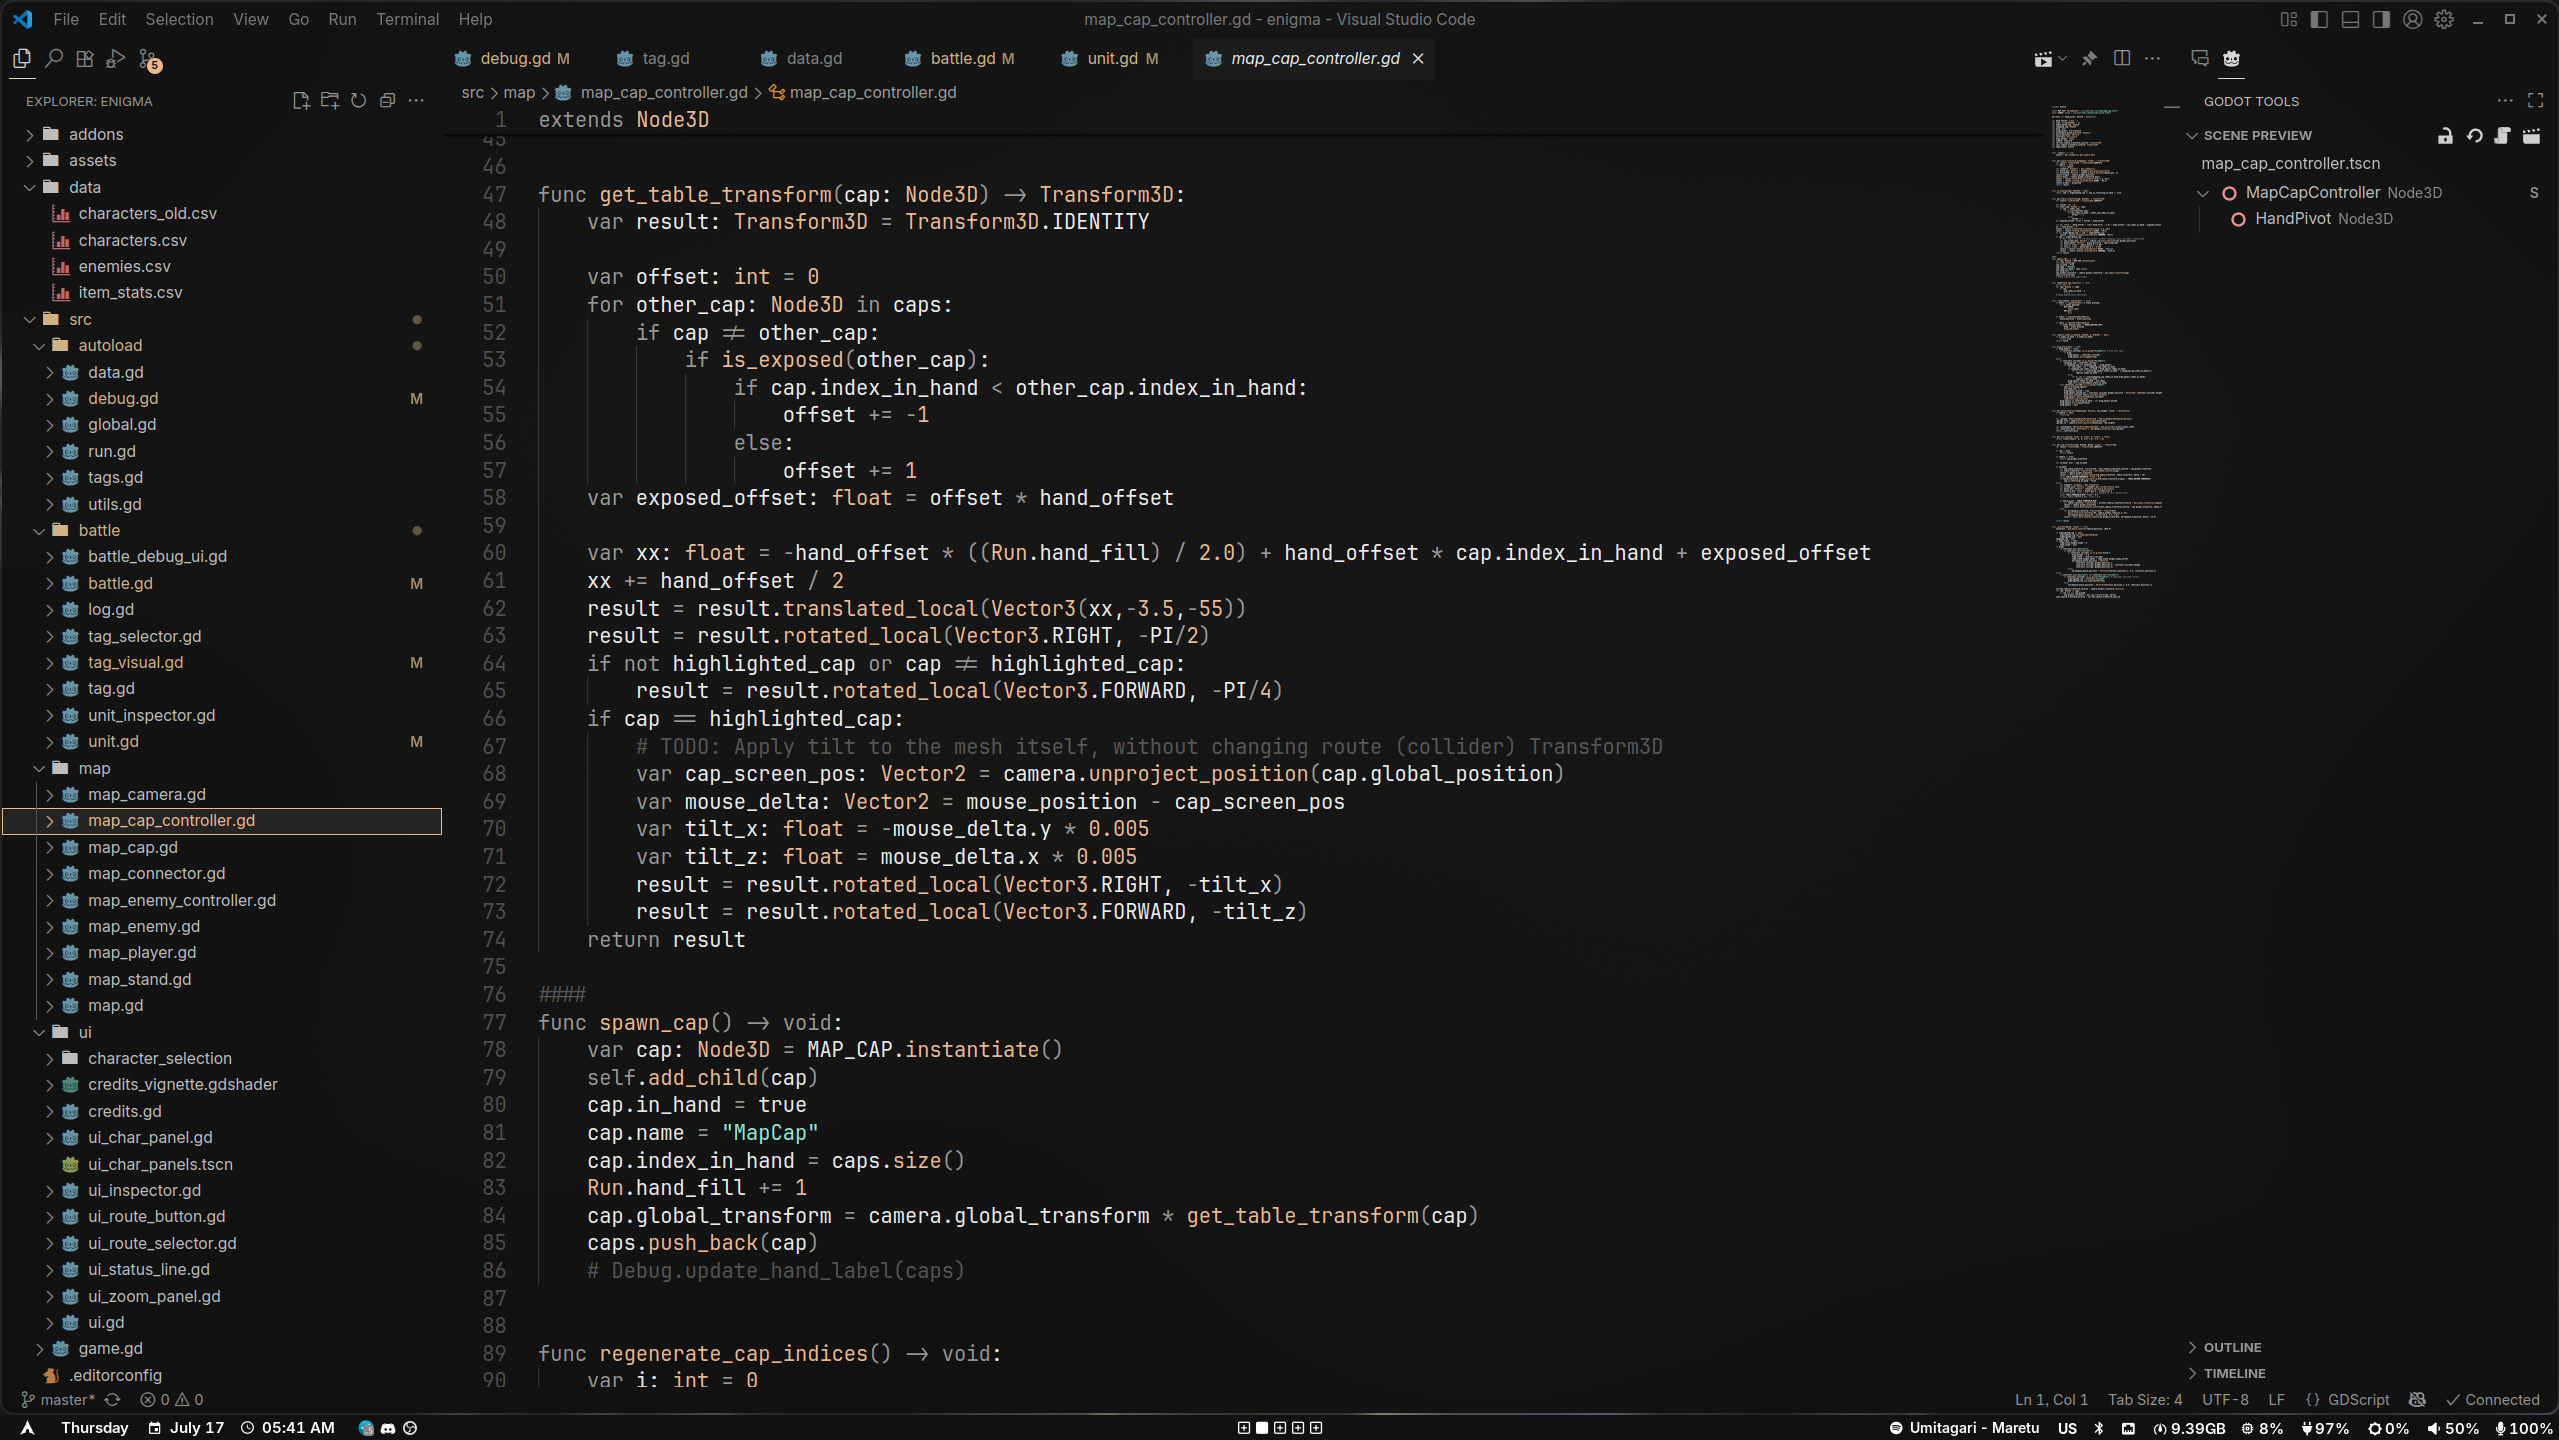 File Edit Selection View Go Run Terminal Help
map_cap_controller.gd - enigma - Visual Studio Code
5
debug.gd M
tag.gd
data.gd
battle.gd M
unit.gd M
map_cap_controller.gd
EXPLORER: ENIGMA
addons
assets
data
characters_old.csv
characters.csv
enemies.csv
item_stats.csv
src
autoload
data.gd
debug.gd M
global.gd
run.gd
tags.gd
utils.gd
battle
battle_debug_ui.gd
battle.gd M
log.gd
tag_selector.gd
tag_visual.gd M
tag.gd
unit_inspector.gd
unit.gd M
map
map_camera.gd
map_cap_controller.gd
map_cap.gd
map_connector.gd
map_enemy_controller.gd
map_enemy.gd
map_player.gd
map_stand.gd
map.gd
ui
character_selection
credits_vignette.gdshader
credits.gd
ui_char_panel.gd
ui_char_panels.tscn
ui_inspector.gd
ui_route_button.gd
ui_route_selector.gd
ui_status_line.gd
ui_zoom_panel.gd
ui.gd
game.gd
.editorconfig
src > map > map_cap_controller.gd > map_cap_controller.gd
1 extends Node3D
45
46
47 func get_table_transform(cap: Node3D) -> Transform3D:
48 var result: Transform3D = Transform3D.IDENTITY
49
50 var offset: int = 0
51 for other_cap: Node3D in caps:
52 if cap != other_cap:
53 if is_exposed(other_cap):
54 if cap.index_in_hand < other_cap.index_in_hand:
55 offset += -1
56 else:
57 offset += 1
58 var exposed_offset: float = offset * hand_offset
59
60 var xx: float = -hand_offset * ((Run.hand_fill) / 2.0) + hand_offset * cap.index_in_hand + exposed_offset
61 xx += hand_offset / 2
62 result = result.translated_local(Vector3(xx,-3.5,-55))
63 result = result.rotated_local(Vector3.RIGHT, -PI/2)
64 if not highlighted_cap or cap != highlighted_cap:
65 result = result.rotated_local(Vector3.FORWARD, -PI/4)
66 if cap == highlighted_cap:
67 # TODO: Apply tilt to the mesh itself, without changing route (collider) Transform3D
68 var cap_screen_pos: Vector2 = camera.unproject_position(cap.global_position)
69 var mouse_delta: Vector2 = mouse_position - cap_screen_pos
70 var tilt_x: float = -mouse_delta.y * 0.005
71 var tilt_z: float = mouse_delta.x * 0.005
72 result = result.rotated_local(Vector3.RIGHT, -tilt_x)
73 result = result.rotated_local(Vector3.FORWARD, -tilt_z)
74 return result
75
76 ####
77 func spawn_cap() -> void:
78 var cap: Node3D = MAP_CAP.instantiate()
79 self.add_child(cap)
80 cap.in_hand = true
81 cap.name = "MapCap"
82 cap.index_in_hand = caps.size()
83 Run.hand_fill += 1
84 cap.global_transform = camera.global_transform * get_table_transform(cap)
85 caps.push_back(cap)
86 # Debug.update_hand_label(caps)
87
88
89 func regenerate_cap_indices() -> void:
90 var i: int = 0
GODOT TOOLS
SCENE PREVIEW
map_cap_controller.tscn
MapCapController Node3D S
HandPivot Node3D
OUTLINE
TIMELINE
master* 0 0
Ln 1, Col 1 Tab Size: 4 UTF-8 LF {} GDScript Connected
Thursday July 17 05:41 AM
Umitagari - Maretu US 9.39GB 8% 97% 0% 50% 100%